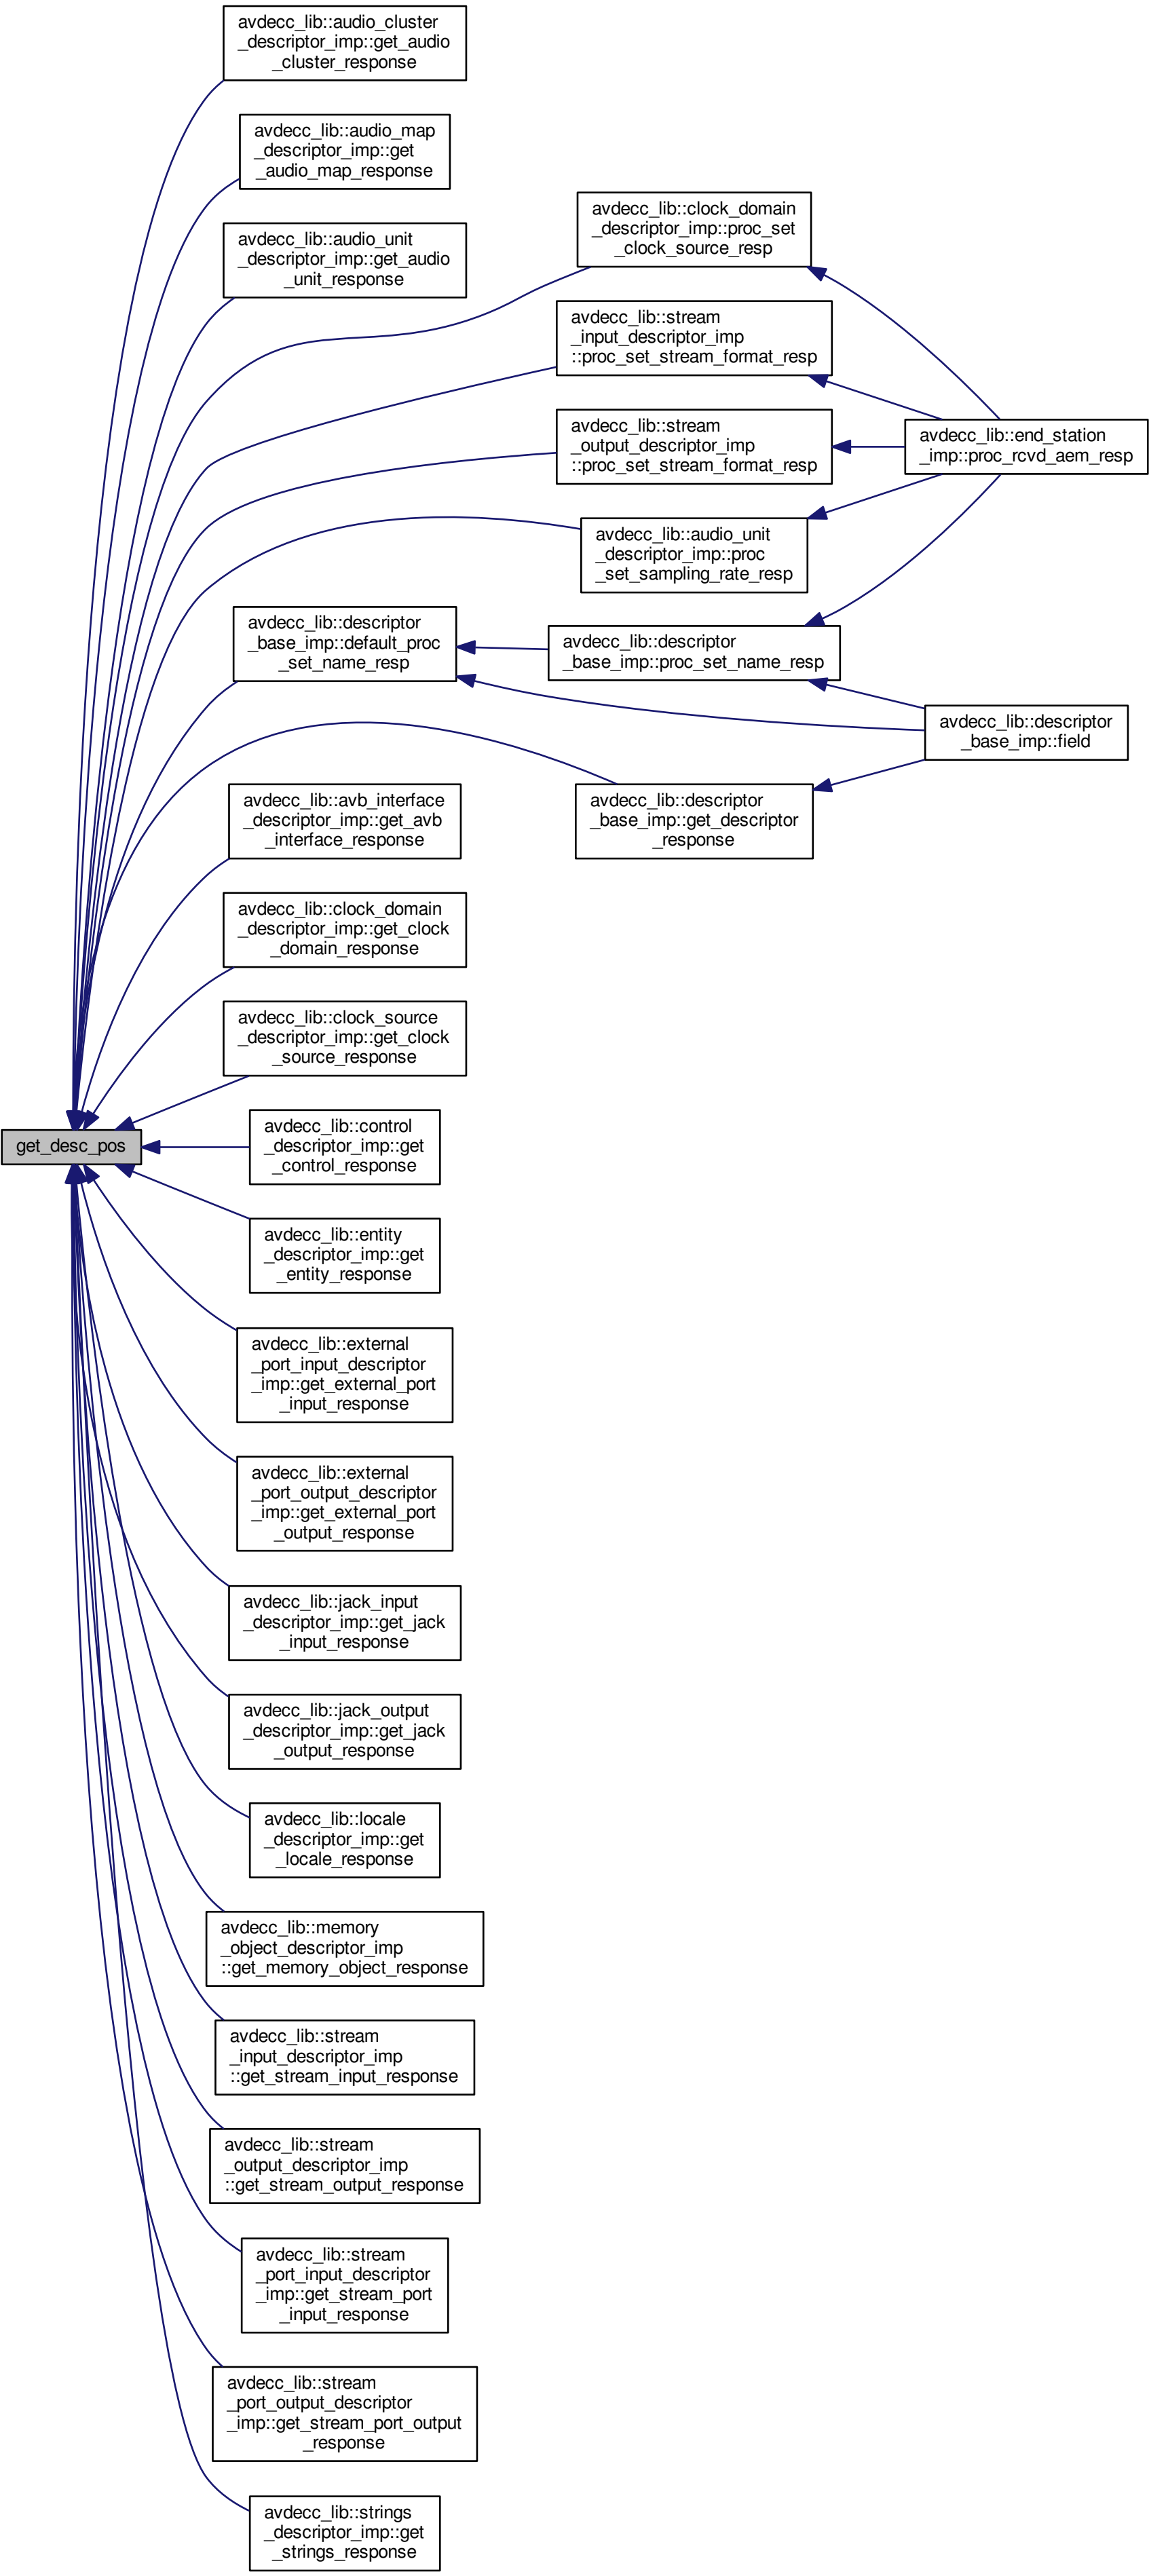 avdecc_lib::audio_cluster
_descriptor_imp::get_audio
_cluster_response
avdecc_lib::audio_map
_descriptor_imp::get
_audio_map_response
avdecc_lib::audio_unit
_descriptor_imp::get_audio
_unit_response
avdecc_lib::clock_domain
_descriptor_imp::proc_set
_clock_source_resp
avdecc_lib::stream
_input_descriptor_imp
::proc_set_stream_format_resp
avdecc_lib::stream
_output_descriptor_imp
::proc_set_stream_format_resp
avdecc_lib::end_station
_imp::proc_rcvd_aem_resp
avdecc_lib::audio_unit
_descriptor_imp::proc
_set_sampling_rate_resp
avdecc_lib::descriptor
_base_imp::default_proc
_set_name_resp
avdecc_lib::descriptor
_base_imp::proc_set_name_resp
avdecc_lib::descriptor
_base_imp::field
avdecc_lib::descriptor
_base_imp::get_descriptor
_response
avdecc_lib::avb_interface
_descriptor_imp::get_avb
_interface_response
avdecc_lib::clock_domain
_descriptor_imp::get_clock
_domain_response
avdecc_lib::clock_source
_descriptor_imp::get_clock
_source_response
get_desc_pos
avdecc_lib::control
_descriptor_imp::get
_control_response
avdecc_lib::entity
_descriptor_imp::get
_entity_response
avdecc_lib::external
_port_input_descriptor
_imp::get_external_port
_input_response
avdecc_lib::external
_port_output_descriptor
_imp::get_external_port
_output_response
avdecc_lib::jack_input
_descriptor_imp::get_jack
_input_response
avdecc_lib::jack_output
_descriptor_imp::get_jack
_output_response
avdecc_lib::locale
_descriptor_imp::get
_locale_response
avdecc_lib::memory
_object_descriptor_imp
::get_memory_object_response
avdecc_lib::stream
_input_descriptor_imp
::get_stream_input_response
avdecc_lib::stream
_output_descriptor_imp
::get_stream_output_response
avdecc_lib::stream
_port_input_descriptor
_imp::get_stream_port
_input_response
avdecc_lib::stream
_port_output_descriptor
_imp::get_stream_port_output
_response
avdecc_lib::strings
_descriptor_imp::get
_strings_response